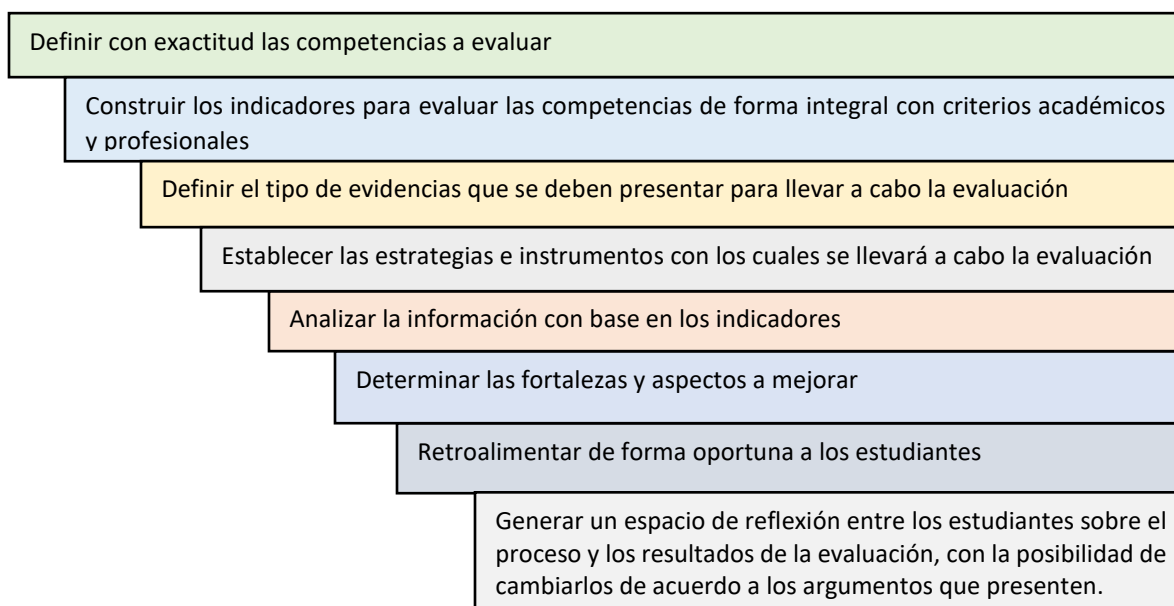 Definir con exactitud las competencias a evaluar
Construir los indicadores para evaluar las competencias de forma integral con criterios académicos
y profesionales
Definir el tipo de evidencias que se deben presentar para llevar a cabo la evaluación
Establecer las estrategias e instrumentos con los cuales se llevará a cabo la evaluación
Analizar la información con base en los indicadores
Determinar las fortalezas y aspectos a mejorar
Retroalimentar de forma oportuna a los estudiantes
Generar un espacio de reflexión entre los estudiantes sobre el
proceso y los resultados de la evaluación, con la posibilidad de
cambiarlos de acuerdo a los argumentos que presenten.